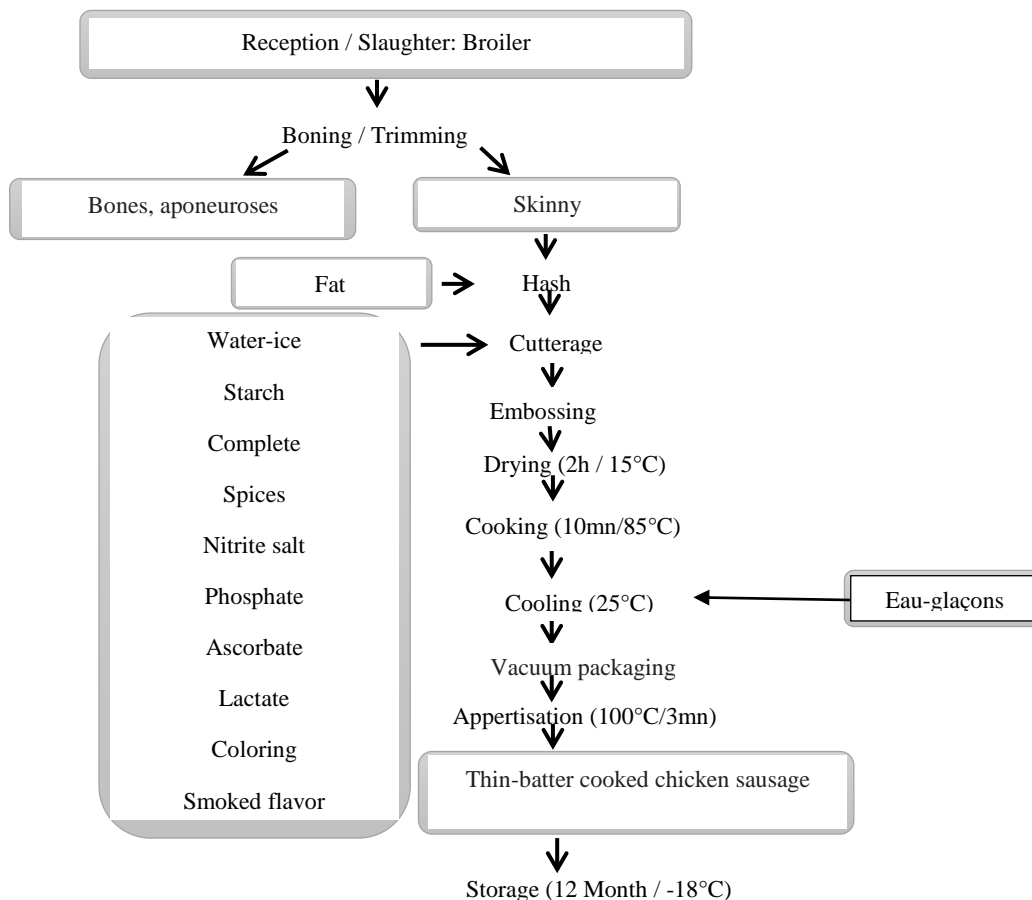 Reception / Slaughter: Broiler
Boning / Trimming
Bones, aponeuroses
Skinny
Fat
Hash
Water-ice
Starch
Complete
Spices
Nitrite salt
Phosphate
Ascorbate
Lactate
Coloring
Smoked flavor
Cutterage
Embossing
Drying (2h / 15°C)
Cooking (10mn/85°C)
Cooling (25°C)
Eau-glaçons
Vacuum packaging
Appertisation (100°C/3mn)
Thin-batter cooked chicken sausage
Storage (12 Month / -18°C)